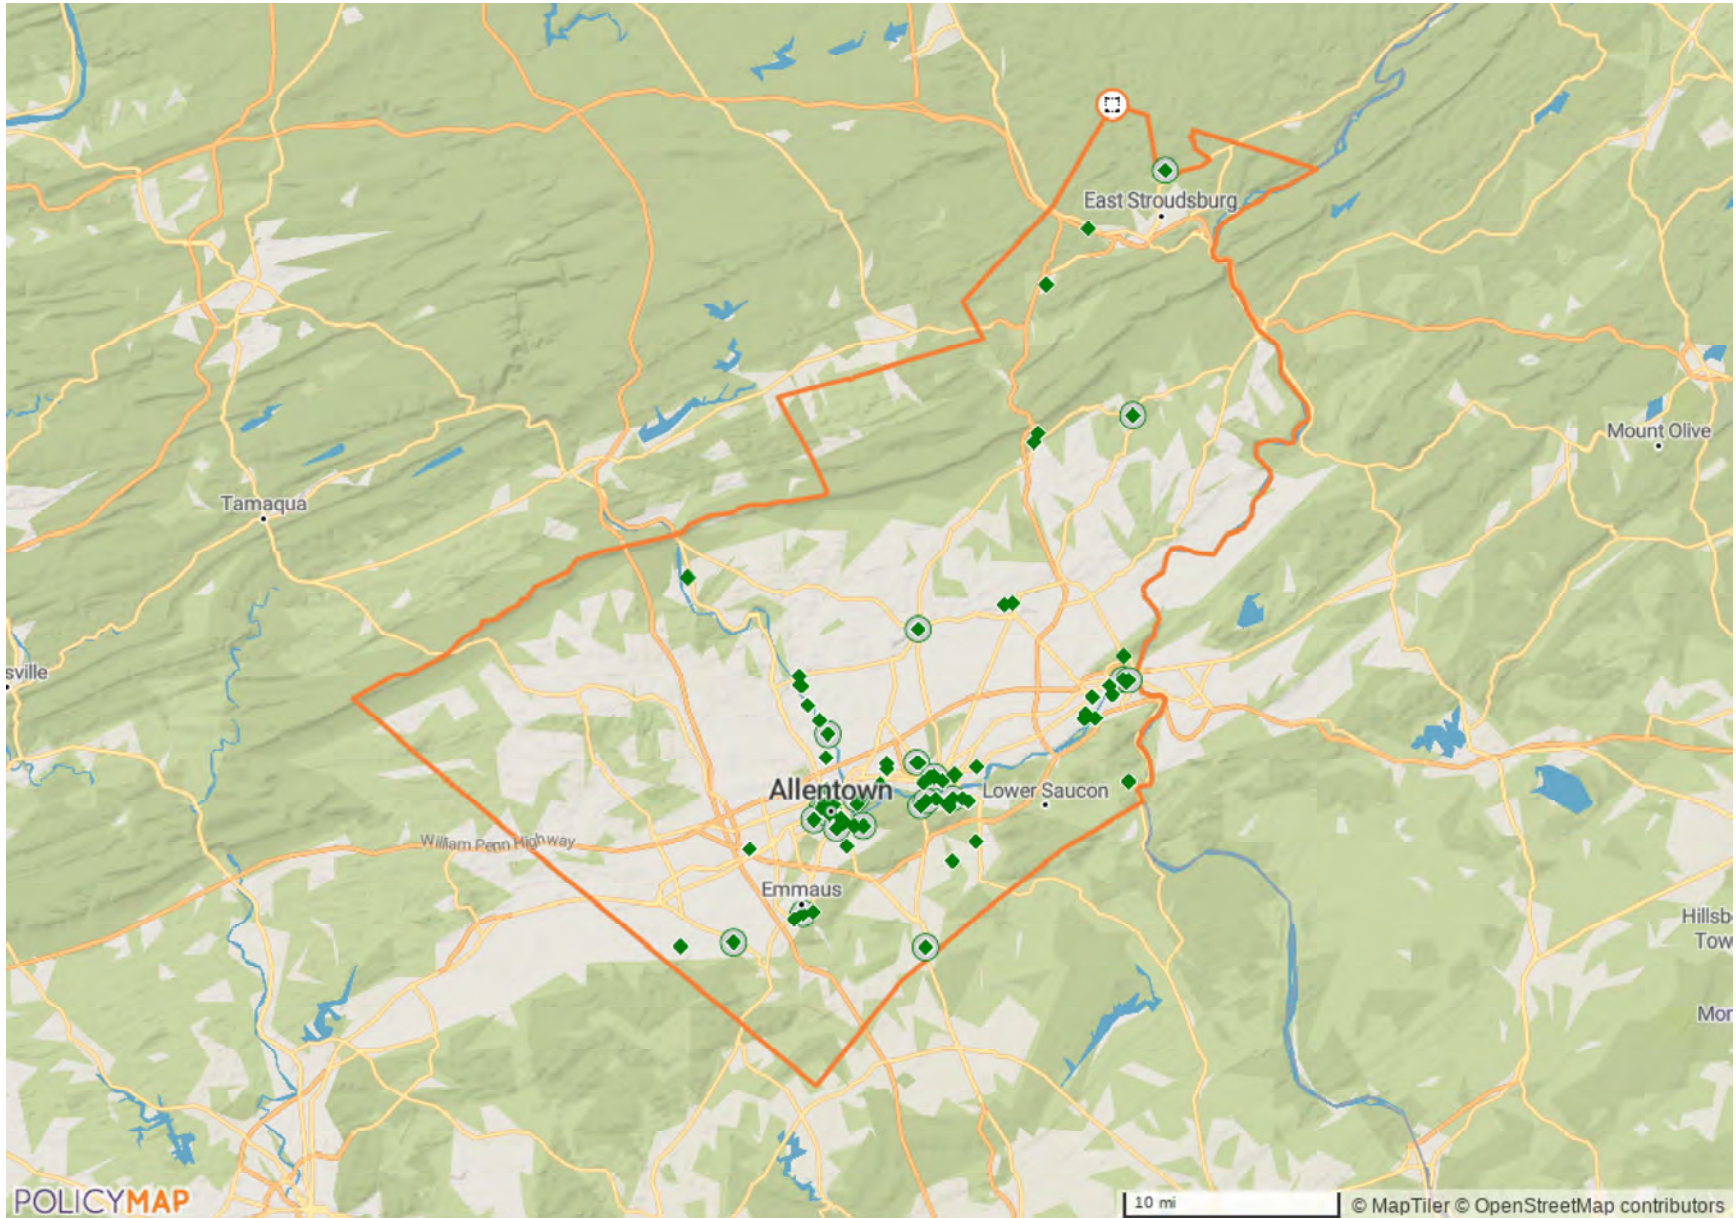 East Stroudsburg
Mount Olive
Tamaqua
sville
Allentown
Lower Saucon
William Penn Highway
Emmaus
Hillsb
Tow
Mor
POLICYMAP
10 mi
© MapTiler © OpenStreetMap contributors